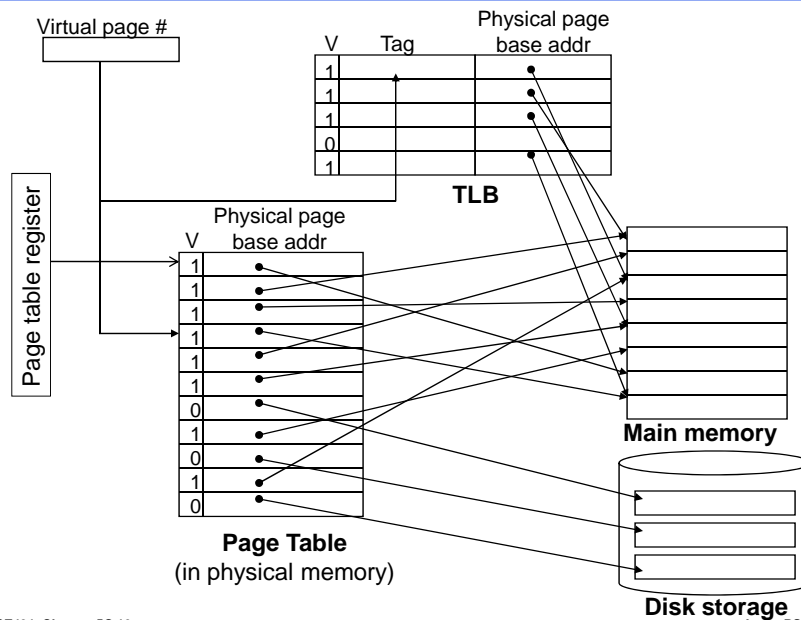 Virtual page #
Physical page
V Tag base addr
1
1
1
0
1
TLB
Page table register
Physical page
V base addr
1
1
1
1
1
1
0
1
0
1
0
Page Table
(in physical memory)
Main memory
Disk storage